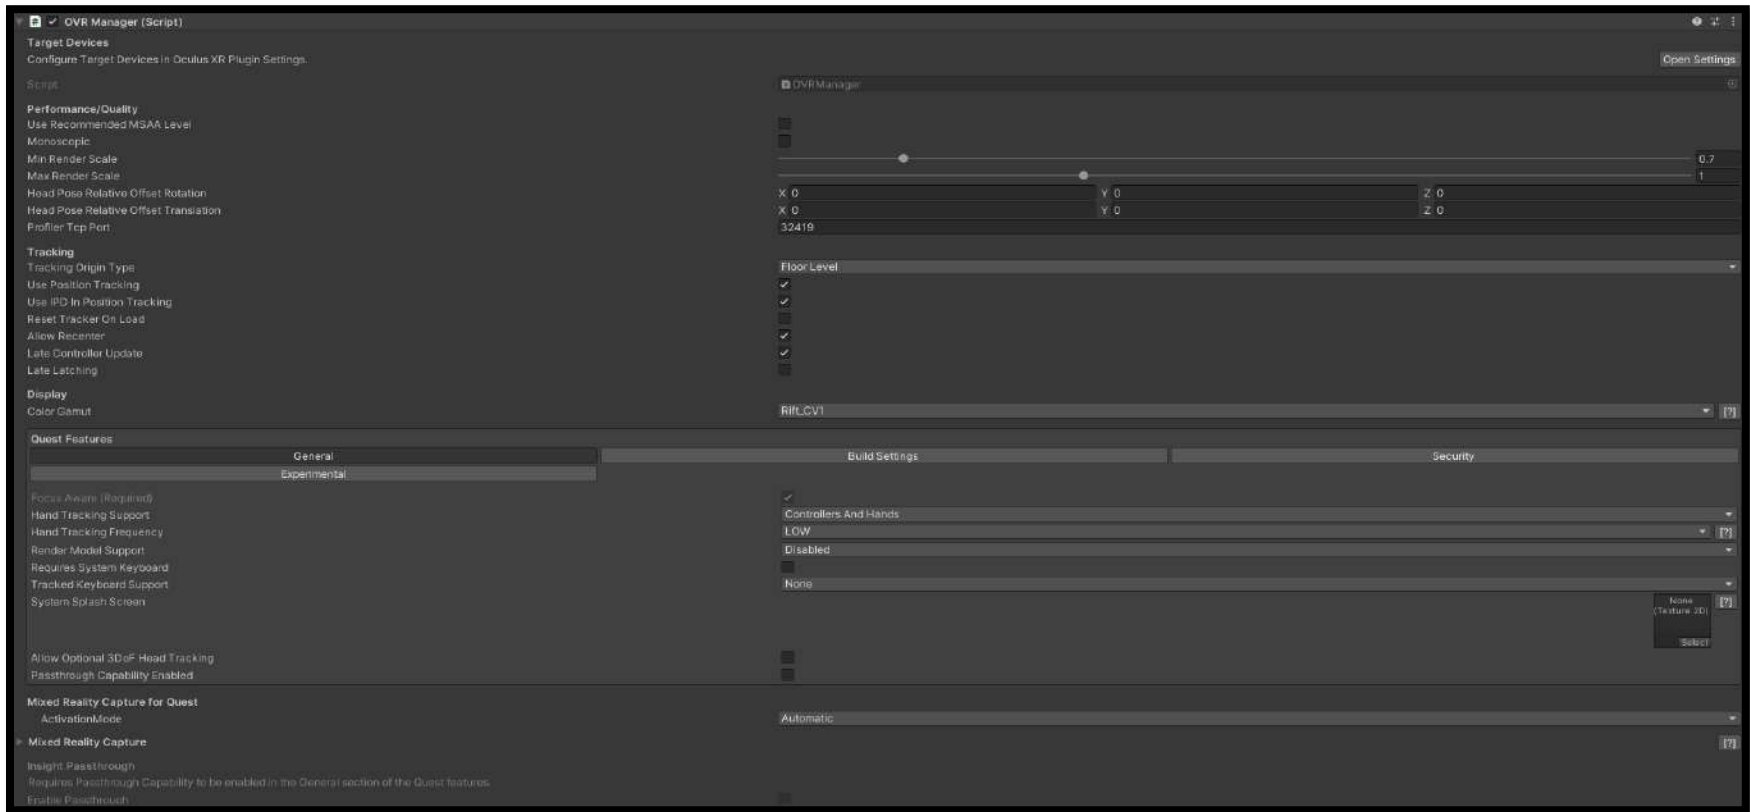 OVR Manager (Script)
Target Devices
Configure Target Devices in Oculus XR Plugin Settings.
Open Settings
Script
OVRManager
Performance/Quality
Use Recommended MSAA Level
Monoscopic
Min Render Scale
0.7
Max Render Scale
1
Head Pose Relative Offset Rotation
X 0 Y 0 Z 0
Head Pose Relative Offset Translation
X 0 Y 0 Z 0
Profiler Tcp Port
32419
Tracking
Tracking Origin Type
Floor Level
Use Position Tracking
Use IPD In Position Tracking
Reset Tracker On Load
Allow Recenter
Late Controller Update
Late Latching
Display
Color Gamut
Rift_CV1
[?]
Quest Features
General
Build Settings
Security
Experimental
Focus Aware (Required)
Hand Tracking Support
Controllers And Hands
Hand Tracking Frequency
LOW
[?]
Render Model Support
Disabled
Requires System Keyboard
Tracked Keyboard Support
None
System Splash Screen
None
(Texture 2D)
Select
[?]
Allow Optional 3DoF Head Tracking
Passthrough Capability Enabled
Mixed Reality Capture for Quest
ActivationMode
Automatic
Mixed Reality Capture
[?]
Insight Passthrough
Requires Passthrough Capability to be enabled in the General section of the Quest features.
Enable Passthrough